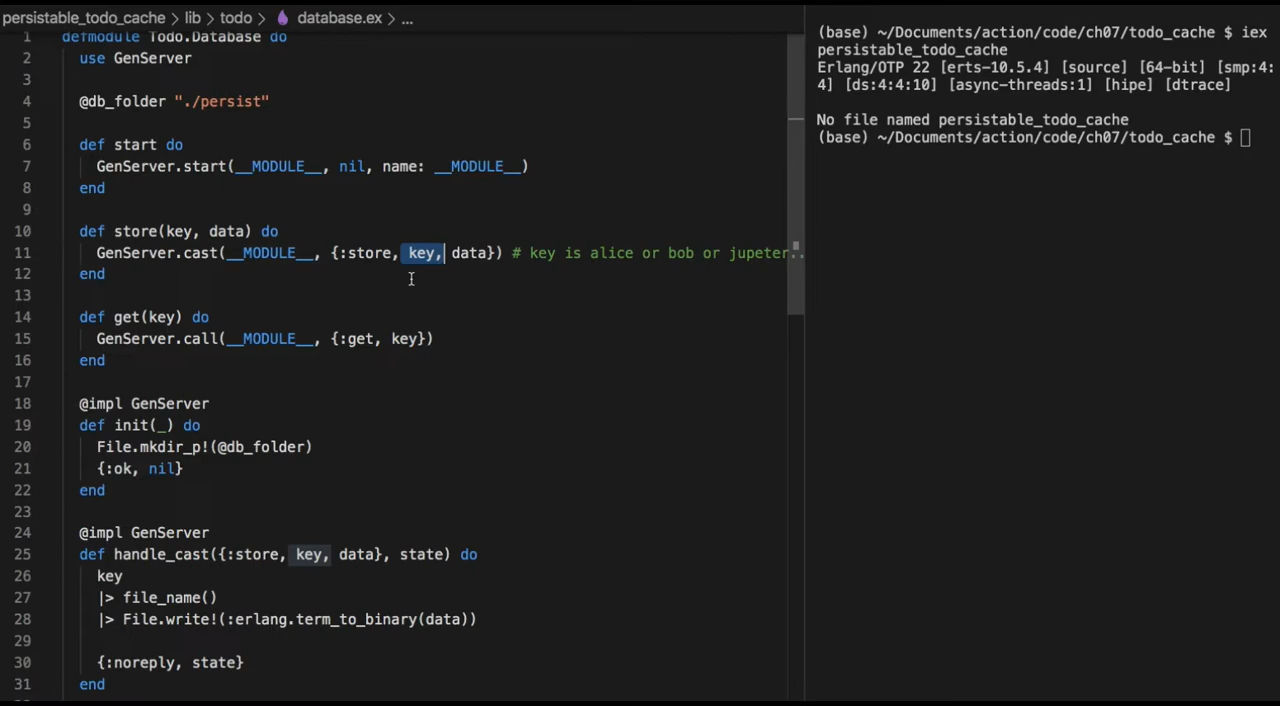 persistable_todo_cache > lib > todo > database.ex > ...
1 defmodule Todo.Database do
2 use GenServer
3
4 @db_folder "./persist"
5
6 def start do
7 GenServer.start(__MODULE__, nil, name: __MODULE__)
8 end
9
10 def store(key, data) do
11 GenServer.cast(__MODULE__, {:store, key, data}) # key is alice or bob or jupeter..
12 end
13
14 def get(key) do
15 GenServer.call(__MODULE__, {:get, key})
16 end
17
18 @impl GenServer
19 def init(_) do
20 File.mkdir_p!(@db_folder)
21 {:ok, nil}
22 end
23
24 @impl GenServer
25 def handle_cast({:store, key, data}, state) do
26 key
27 |> file_name()
28 |> File.write!(:erlang.term_to_binary(data))
29
30 {:noreply, state}
31 end
(base) ~/Documents/action/code/ch07/todo_cache $ iex
persistable_todo_cache
Erlang/OTP 22 [erts-10.5.4] [source] [64-bit] [smp:4:
4] [ds:4:4:10] [async-threads:1] [hipe] [dtrace]
No file named persistable_todo_cache
(base) ~/Documents/action/code/ch07/todo_cache $